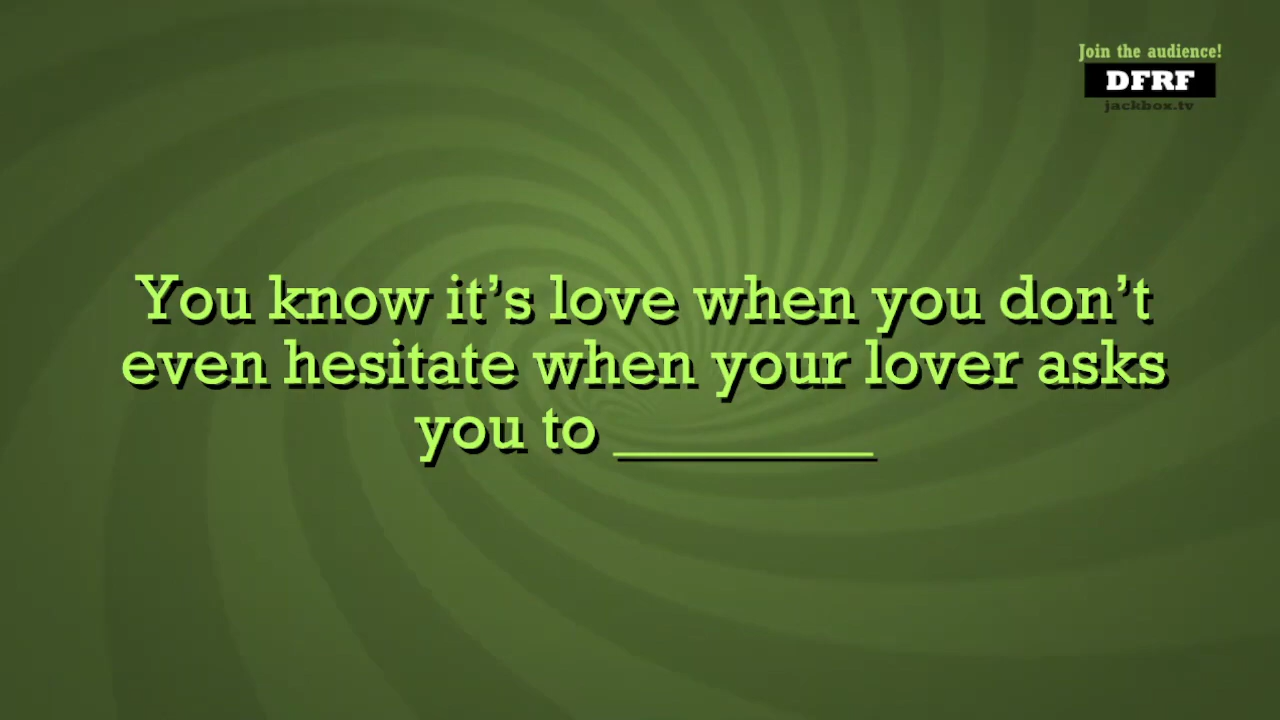 Join the audience!
DFRF
jackbox.tv
You know it’s love when you don’t
even hesitate when your lover asks
you to ________